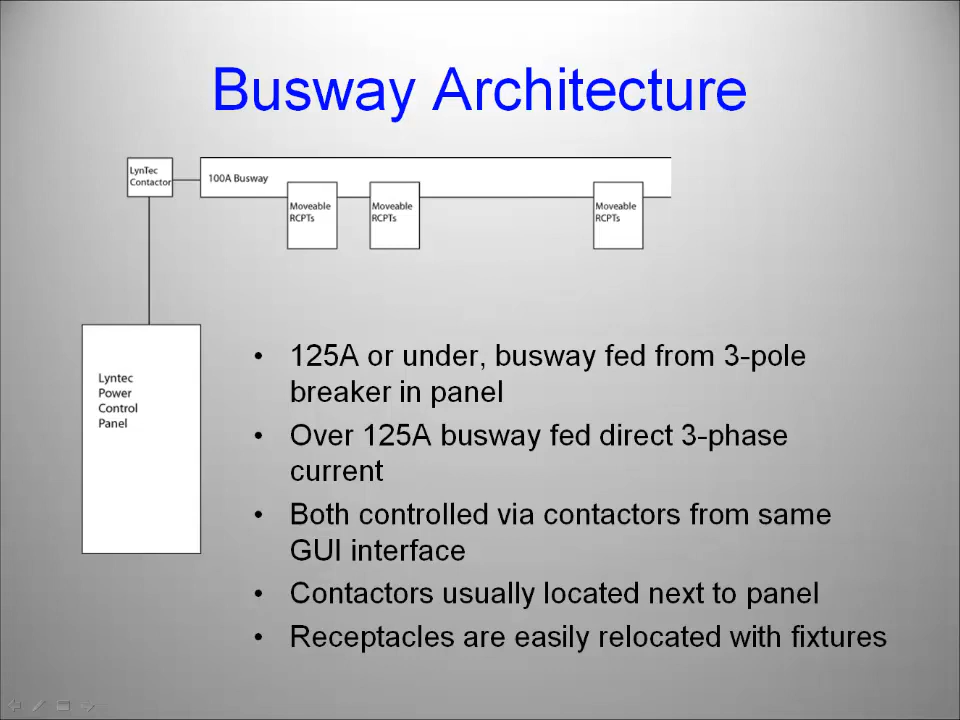 Busway Architecture
LynTec
Contactor
100A Busway
Moveable
RCPTs
Moveable
RCPTs
Moveable
RCPTs
Lyntec
Power
Control
Panel
• 125A or under, busway fed from 3-pole
breaker in panel
• Over 125A busway fed direct 3-phase
current
• Both controlled via contactors from same
GUI interface
• Contactors usually located next to panel
• Receptacles are easily relocated with fixtures